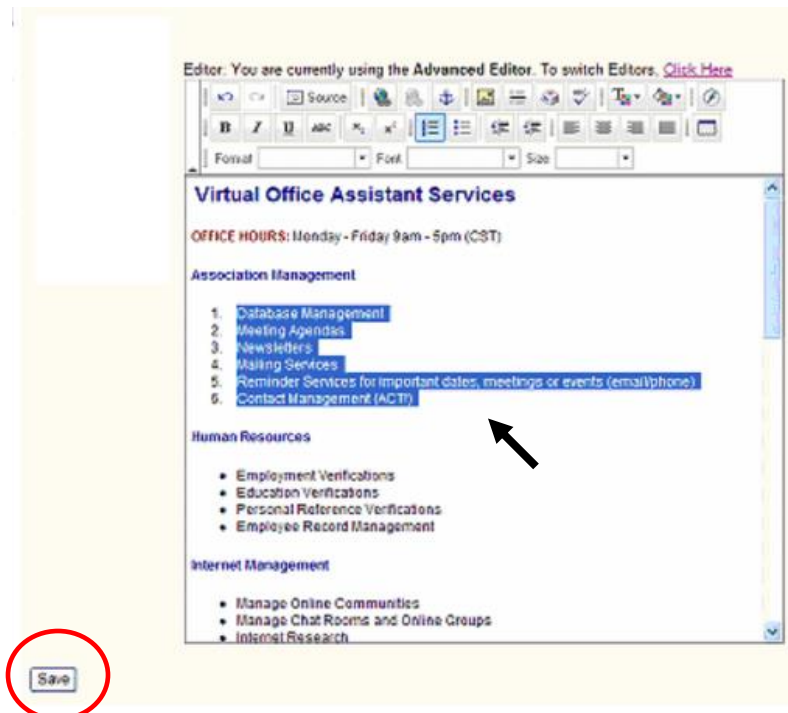 Editor: You are currently using the Advanced Editor. To switch Editors, Click Here
Source
B I U ABC x₂ x²
Format Font Size
Virtual Office Assistant Services
OFFICE HOURS: Monday - Friday 9am - 5pm (CST)
Association Management
1. Database Management
2. Meeting Agendas
3. Newsletters
4. Mailing Services
5. Reminder Services for important dates, meetings or events (email/phone)
6. Contact Management (ACT!)
Human Resources
• Employment Verifications
• Education Verifications
• Personal Reference Verifications
• Employee Record Management
Internet Management
• Manage Online Communities
• Manage Chat Rooms and Online Groups
• Internet Research
Save